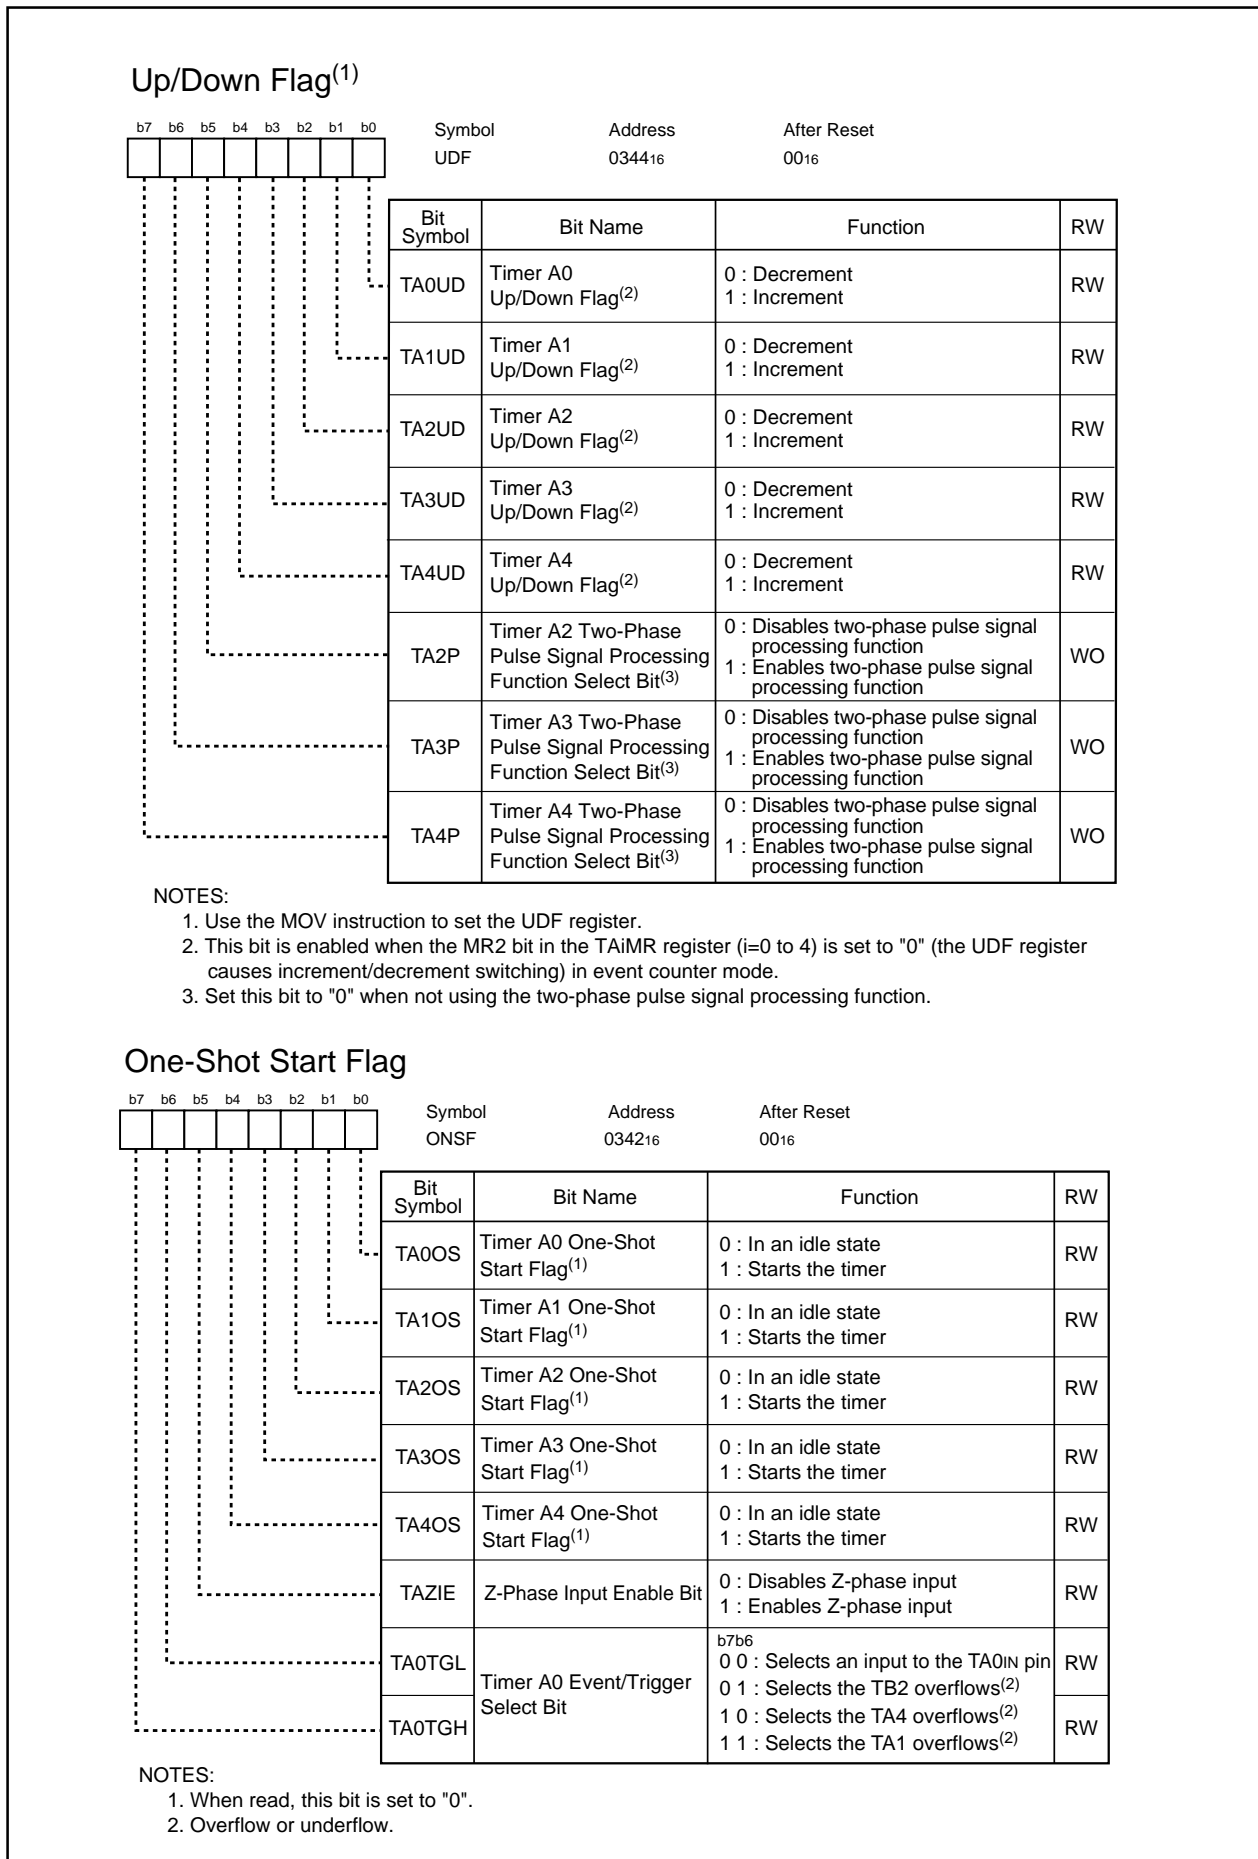 Up/Down Flag(1)
b7 b6 b5 b4 b3 b2 b1 b0
Symbol Address After Reset
UDF 034416 0016
Bit Symbol Bit Name Function RW
TA0UD Timer A0 Up/Down Flag(2) 0 : Decrement 1 : Increment RW
TA1UD Timer A1 Up/Down Flag(2) 0 : Decrement 1 : Increment RW
TA2UD Timer A2 Up/Down Flag(2) 0 : Decrement 1 : Increment RW
TA3UD Timer A3 Up/Down Flag(2) 0 : Decrement 1 : Increment RW
TA4UD Timer A4 Up/Down Flag(2) 0 : Decrement 1 : Increment RW
TA2P Timer A2 Two-Phase Pulse Signal Processing Function Select Bit(3) 0 : Disables two-phase pulse signal processing function 1 : Enables two-phase pulse signal processing function WO
TA3P Timer A3 Two-Phase Pulse Signal Processing Function Select Bit(3) 0 : Disables two-phase pulse signal processing function 1 : Enables two-phase pulse signal processing function WO
TA4P Timer A4 Two-Phase Pulse Signal Processing Function Select Bit(3) 0 : Disables two-phase pulse signal processing function 1 : Enables two-phase pulse signal processing function WO
NOTES:
1. Use the MOV instruction to set the UDF register.
2. This bit is enabled when the MR2 bit in the TAiMR register (i=0 to 4) is set to "0" (the UDF register
causes increment/decrement switching) in event counter mode.
3. Set this bit to "0" when not using the two-phase pulse signal processing function.
One-Shot Start Flag
b7 b6 b5 b4 b3 b2 b1 b0
Symbol Address After Reset
ONSF 034216 0016
Bit Symbol Bit Name Function RW
TA0OS Timer A0 One-Shot Start Flag(1) 0 : In an idle state 1 : Starts the timer RW
TA1OS Timer A1 One-Shot Start Flag(1) 0 : In an idle state 1 : Starts the timer RW
TA2OS Timer A2 One-Shot Start Flag(1) 0 : In an idle state 1 : Starts the timer RW
TA3OS Timer A3 One-Shot Start Flag(1) 0 : In an idle state 1 : Starts the timer RW
TA4OS Timer A4 One-Shot Start Flag(1) 0 : In an idle state 1 : Starts the timer RW
TAZIE Z-Phase Input Enable Bit 0 : Disables Z-phase input 1 : Enables Z-phase input RW
TA0TGL Timer A0 Event/Trigger Select Bit b7b6 0 0 : Selects an input to the TA0IN pin RW
0 1 : Selects the TB2 overflows(2)
TA0TGH 1 0 : Selects the TA4 overflows(2) RW
1 1 : Selects the TA1 overflows(2)
NOTES:
1. When read, this bit is set to "0".
2. Overflow or underflow.